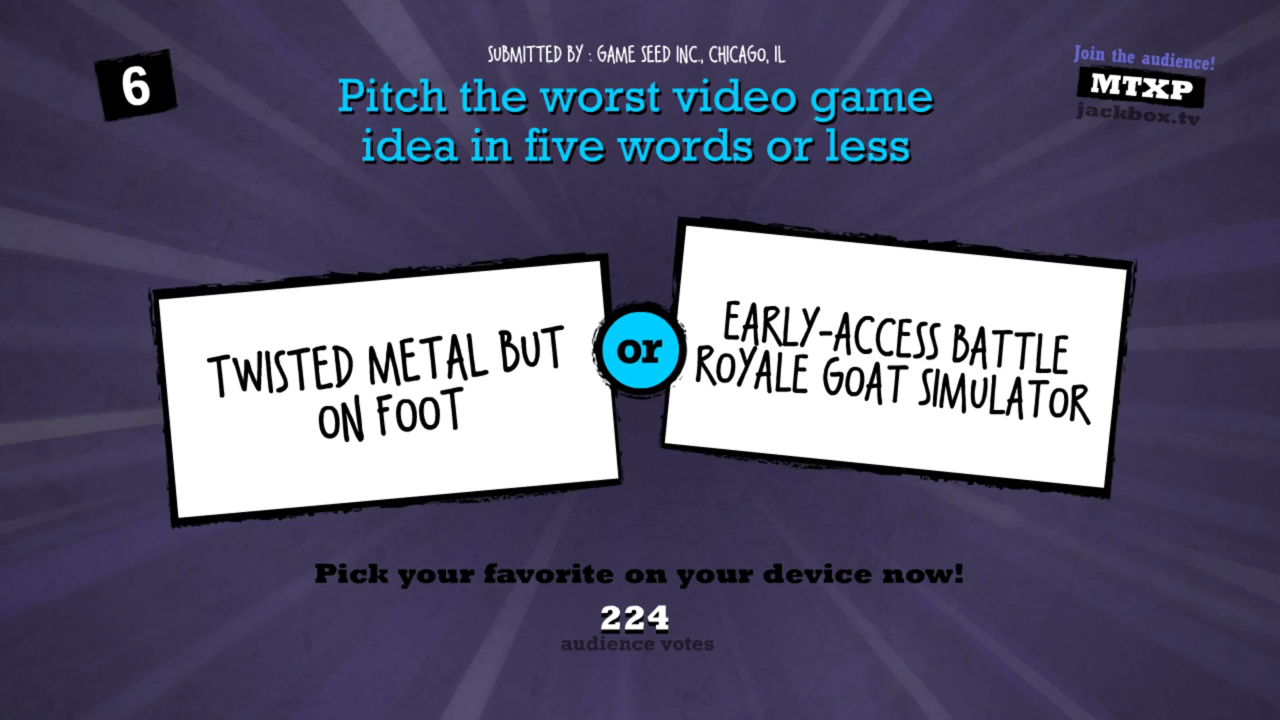 SUBMITTED BY : GAME SEED INC., CHICAGO, IL
6
Pitch the worst video game
idea in five words or less
Join the audience!
MTXP
jackbox.tv
TWISTED METAL BUT
ON FOOT
or
EARLY-ACCESS BATTLE
ROYALE GOAT SIMULATOR
Pick your favorite on your device now!
224
audience votes